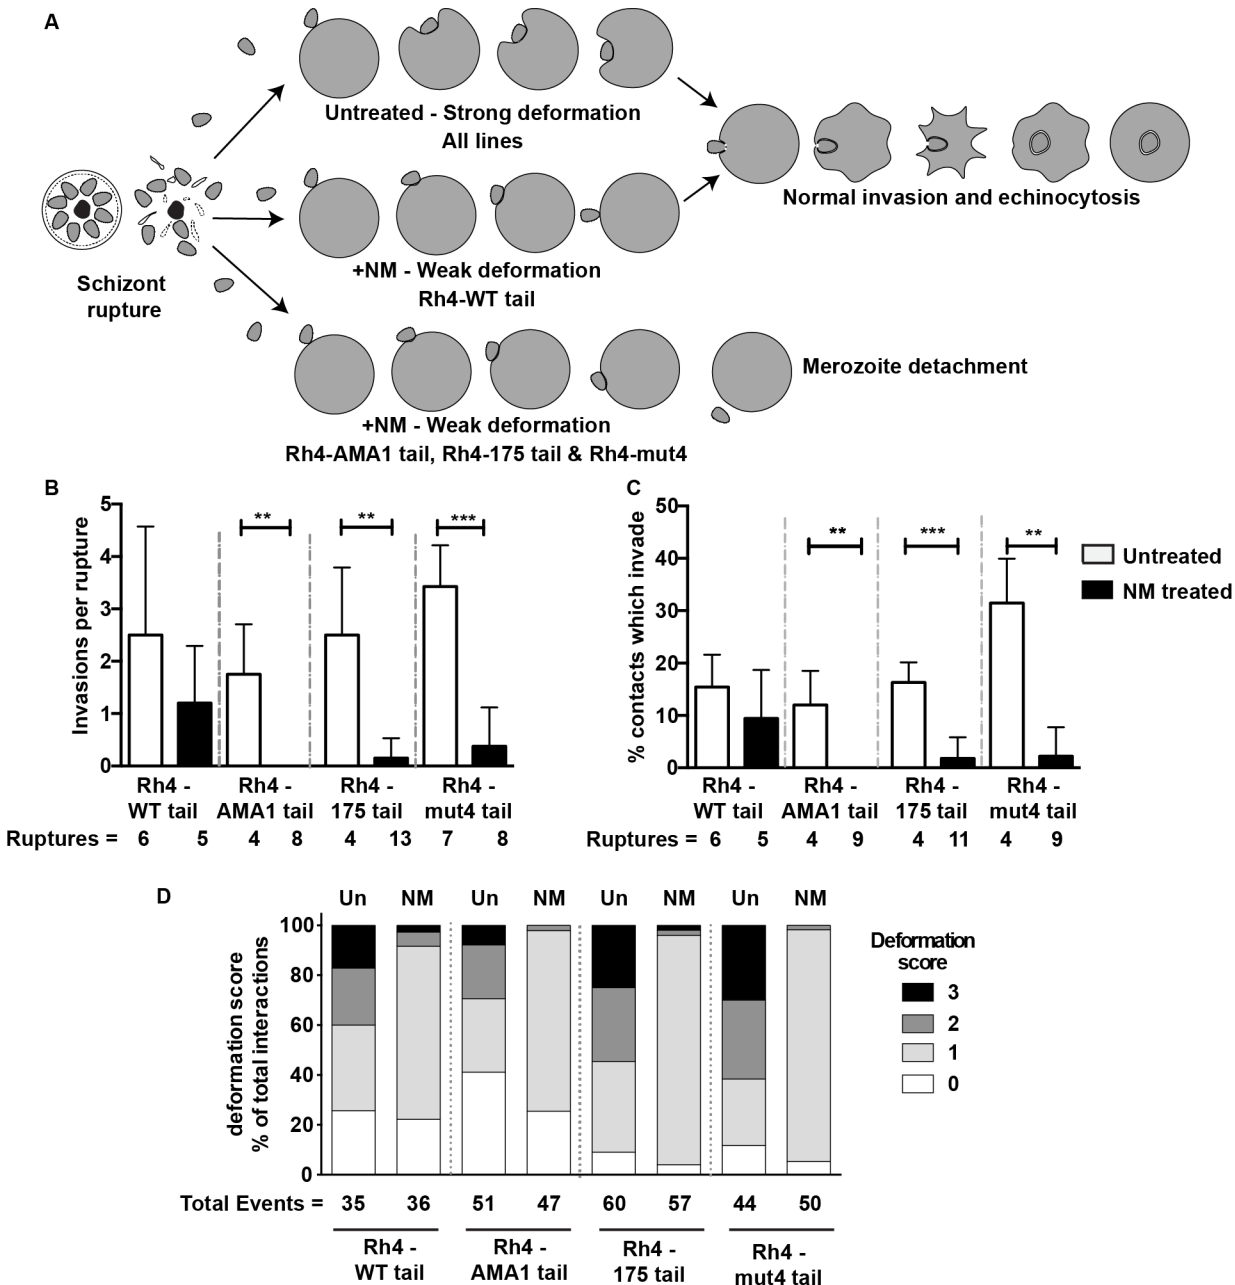 A
Untreated - Strong deformation
All lines
Normal invasion and echinocytosis
Schizont
rupture
+NM - Weak deformation
Rh4-WT tail
Merozoite detachment
+NM - Weak deformation
Rh4-AMA1 tail, Rh4-175 tail & Rh4-mut4
B
Invasions per rupture
5
4
3
2
1
0
** ** ***
Rh4 - Rh4 - Rh4 - Rh4 -
WT tail AMA1 tail 175 tail mut4 tail
Ruptures = 6 5 4 8 4 13 7 8
C
% contacts which invade
50
40
30
20
10
0
** *** **
Untreated
NM treated
Rh4 - Rh4 - Rh4 - Rh4 -
WT tail AMA1 tail 175 tail mut4 tail
Ruptures = 6 5 4 9 4 11 4 9
D
Un NM Un NM Un NM Un NM
deformation score
% of total interactions
100
80
60
40
20
0
Deformation
score
3
2
1
0
Total Events = 35 36 51 47 60 57 44 50
Rh4 - Rh4 - Rh4 - Rh4 -
WT tail AMA1 tail 175 tail mut4 tail